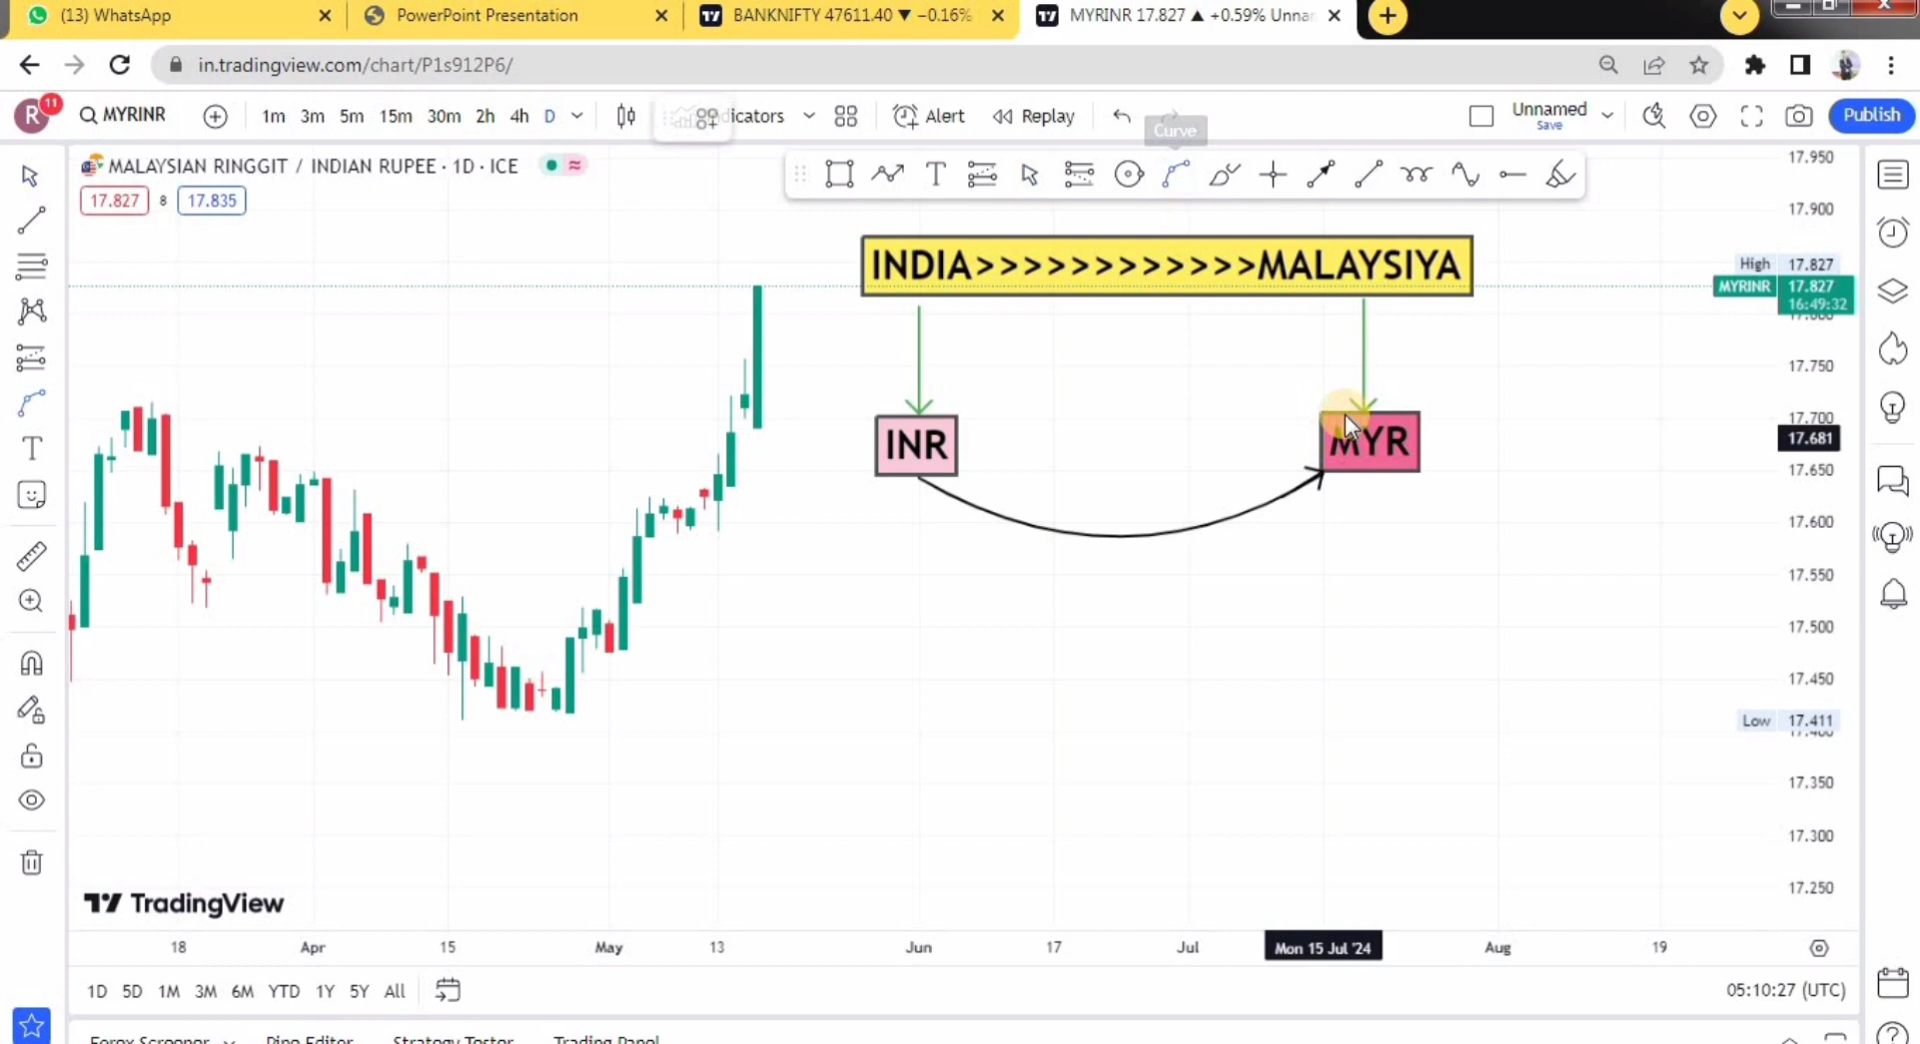 (13) WhatsApp
PowerPoint Presentation
BANKNIFTY 47611.40 ▼ −0.16%
MYRINR 17.827 ▲ +0.59% Unna
in.tradingview.com/chart/P1s912P6/
R 11 MYRINR 1m 3m 5m 15m 30m 2h 4h D dicators Alert Replay Unnamed Save Publish
Curve
MALAYSIAN RINGGIT / INDIAN RUPEE · 1D · ICE
17.827 8 17.835
INDIA>>>>>>>>>>>>MALAYSIYA
INR
MYR
17.950
17.900
High 17.827
MYRINR 17.827
16:49:32
17.750
17.700
17.681
17.650
17.600
17.550
17.500
17.450
Low 17.411
17.350
17.300
17.250
TradingView
18 Apr 15 May 13 Jun 17 Jul Mon 15 Jul '24 Aug 19
1D 5D 1M 3M 6M YTD 1Y 5Y All 05:10:27 (UTC)
Forex Screener Pine Editor Strategy Tester Trading Panel